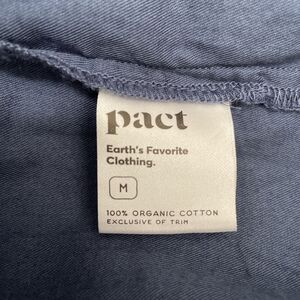 pact
Earth's Favorite
Clothing.
M
100% ORGANIC COTTON
EXCLUSIVE OF TRIM